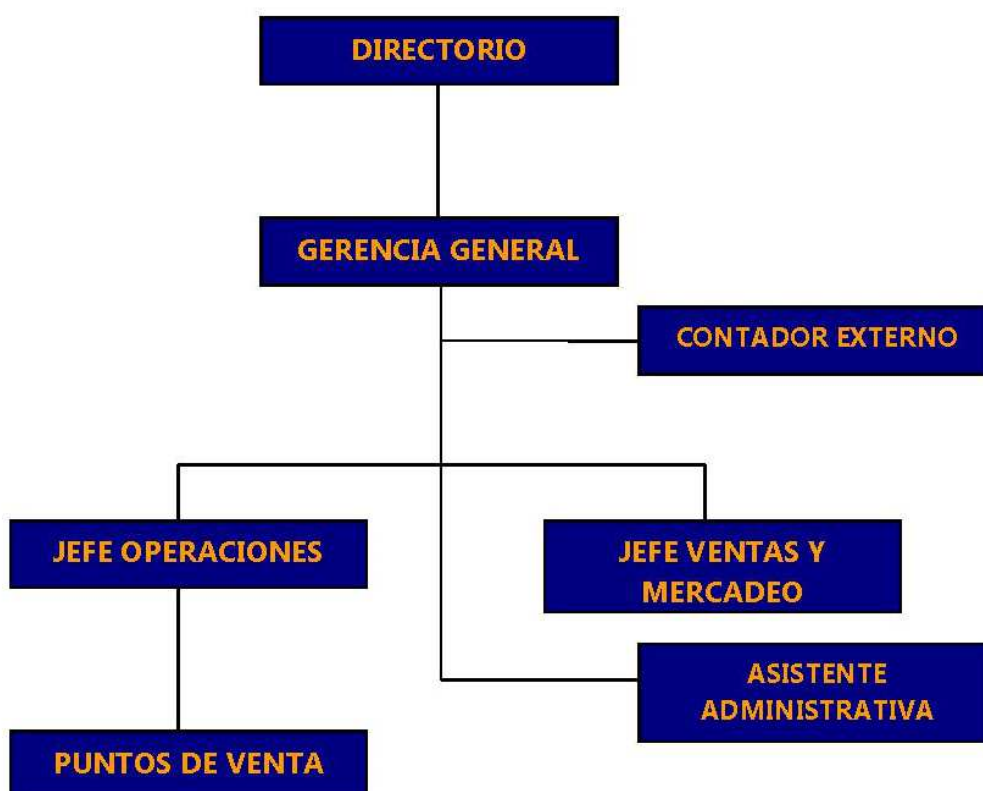 DIRECTORIO
GERENCIA GENERAL
CONTADOR EXTERNO
JEFE OPERACIONES
JEFE VENTAS Y
MERCADEO
ASISTENTE
ADMINISTRATIVA
PUNTOS DE VENTA